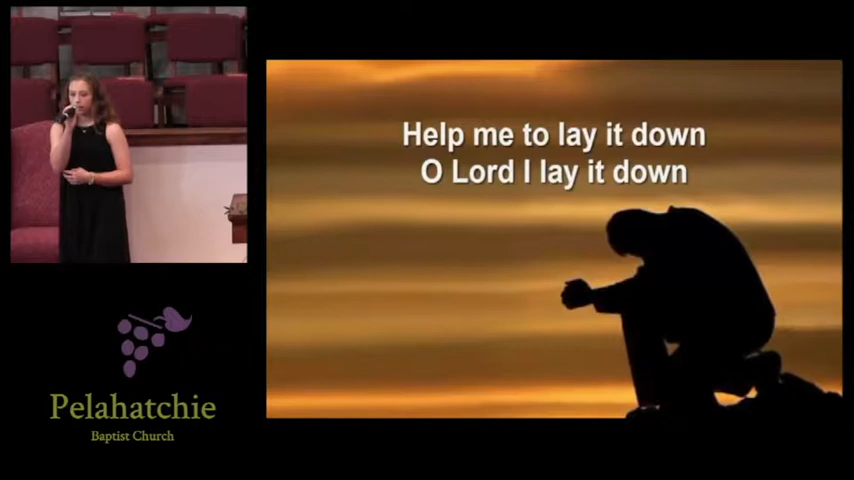 Help me to lay it down
O Lord I lay it down
Pelahatchie
Baptist Church